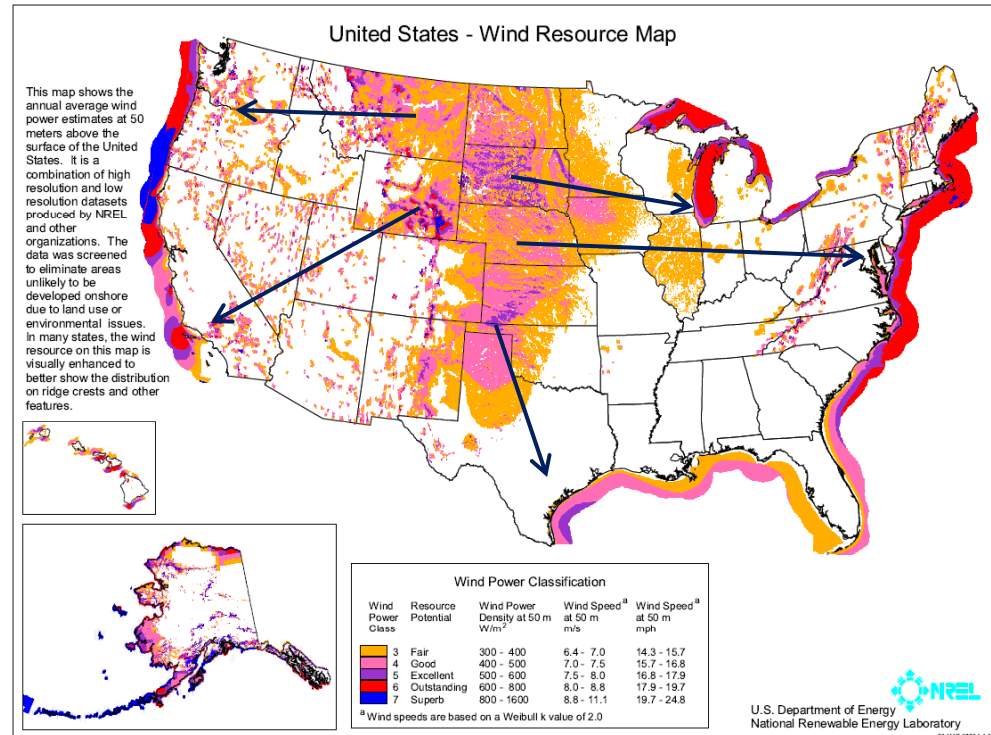 United States - Wind Resource Map
This map shows the
annual average wind
power estimates at 50
meters above the
surface of the United
States. It is a
combination of high
resolution and low
resolution datasets
produced by NREL
and other
organizations. The
data was screened
to eliminate areas
unlikely to be
developed onshore
due to land use or
environmental issues.
In many states, the wind
resource on this map is
visually enhanced to
better show the distribution
on ridge crests and other
features.
Wind Power Classification
Wind Resource Wind Power Wind Speed a Wind Speed a
Power Potential Density at 50 m at 50 m at 50 m
Class W/m2 m/s mph
3 Fair 300 - 400 6.4 - 7.0 14.3 - 15.7
4 Good 400 - 500 7.0 - 7.5 15.7 - 16.8
5 Excellent 500 - 600 7.5 - 8.0 16.8 - 17.9
6 Outstanding 600 - 800 8.0 - 8.8 17.9 - 19.7
7 Superb 800 - 1600 8.8 - 11.1 19.7 - 24.8
a Wind speeds are based on a Weibull k value of 2.0
NREL
U.S. Department of Energy
National Renewable Energy Laboratory